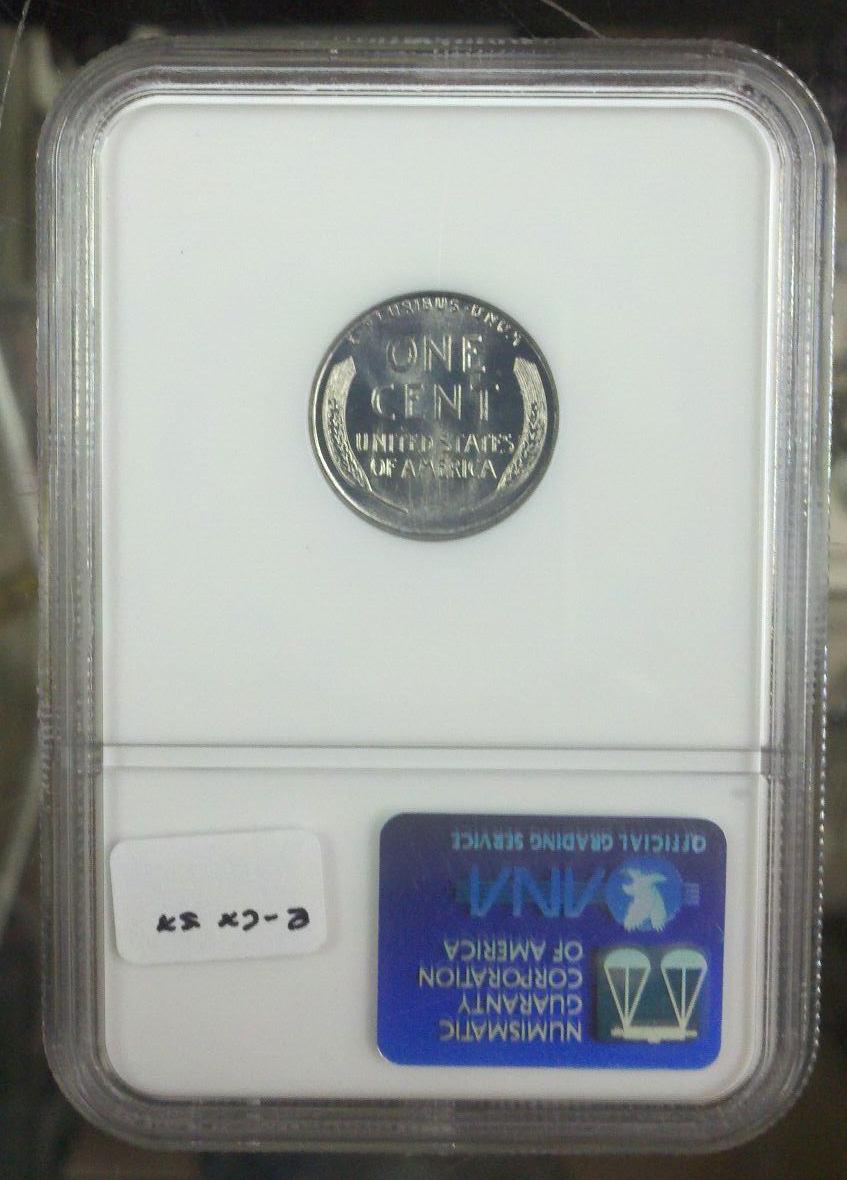 E·PLURIBUS·UNUM
ONE
CENT
UNITED STATES
OF AMERICA
NUMISMATIC
GUARANTY
CORPORATION
OF AMERICA
ANA
OFFICIAL GRADING SERVICE